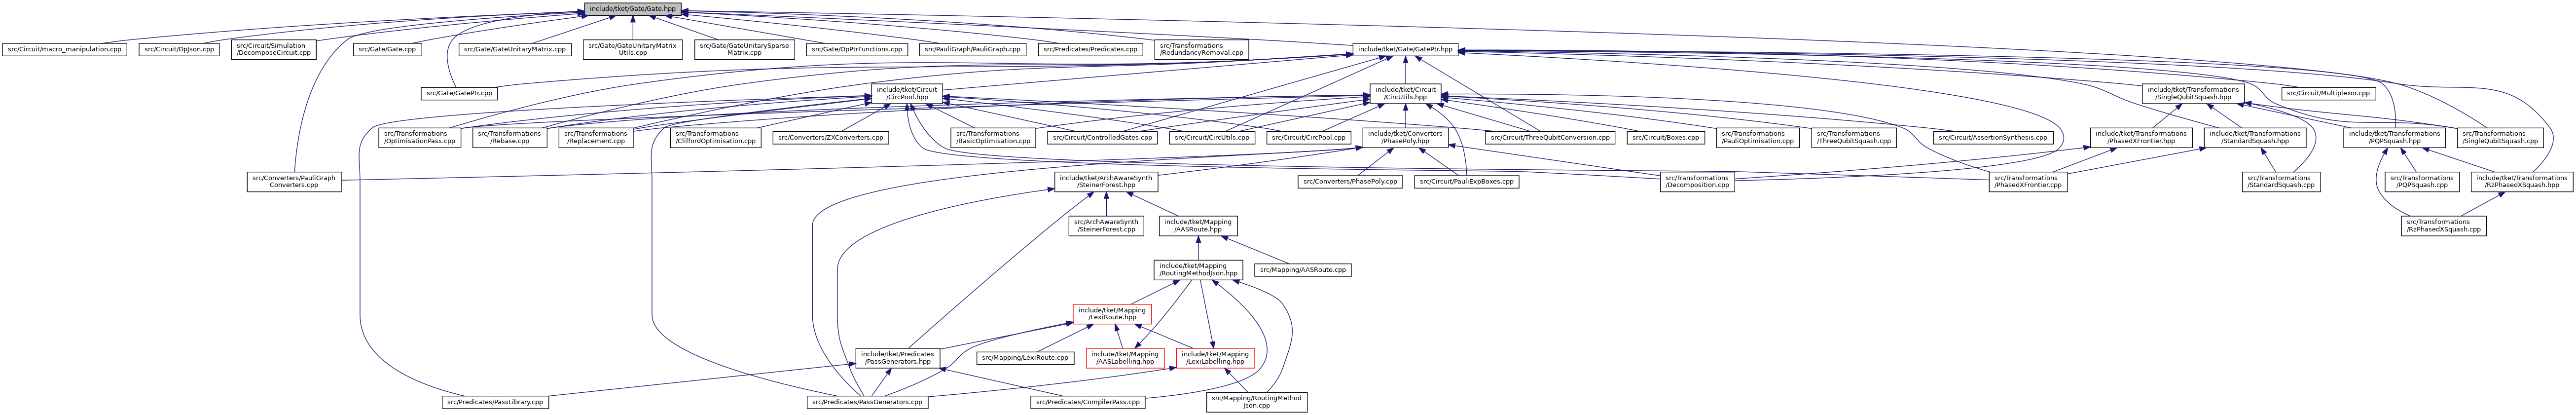 include/tket/Gate/Gate.hpp
src/Circuit/macro_manipulation.cpp
src/Circuit/OpJson.cpp
src/Circuit/Simulation
/DecomposeCircuit.cpp
src/Gate/Gate.cpp
src/Gate/GateUnitaryMatrix.cpp
src/Gate/GateUnitaryMatrix
Utils.cpp
src/Gate/GateUnitarySparse
Matrix.cpp
src/Gate/OpPtrFunctions.cpp
src/PauliGraph/PauliGraph.cpp
src/Predicates/Predicates.cpp
src/Transformations
/RedundancyRemoval.cpp
include/tket/Gate/GatePtr.hpp
src/Gate/GatePtr.cpp
include/tket/Circuit
/CircPool.hpp
include/tket/Circuit
/CircUtils.hpp
include/tket/Transformations
/SingleQubitSquash.hpp
src/Circuit/Multiplexor.cpp
src/Transformations
/OptimisationPass.cpp
src/Transformations
/Rebase.cpp
src/Transformations
/Replacement.cpp
src/Transformations
/CliffordOptimisation.cpp
src/Converters/ZXConverters.cpp
src/Transformations
/BasicOptimisation.cpp
src/Circuit/ControlledGates.cpp
src/Circuit/CircUtils.cpp
src/Circuit/CircPool.cpp
include/tket/Converters
/PhasePoly.hpp
src/Circuit/ThreeQubitConversion.cpp
src/Circuit/Boxes.cpp
src/Transformations
/PauliOptimisation.cpp
src/Transformations
/ThreeQubitSquash.cpp
src/Circuit/AssertionSynthesis.cpp
include/tket/Transformations
/PhasedXFrontier.hpp
include/tket/Transformations
/StandardSquash.hpp
include/tket/Transformations
/PQPSquash.hpp
src/Transformations
/SingleQubitSquash.cpp
src/Converters/PauliGraph
Converters.cpp
include/tket/ArchAwareSynth
/SteinerForest.hpp
src/Converters/PhasePoly.cpp
src/Circuit/PauliExpBoxes.cpp
src/Transformations
/Decomposition.cpp
src/Transformations
/PhasedXFrontier.cpp
src/Transformations
/StandardSquash.cpp
src/Transformations
/PQPSquash.cpp
include/tket/Transformations
/RzPhasedXSquash.hpp
src/ArchAwareSynth
/SteinerForest.cpp
include/tket/Mapping
/AASRoute.hpp
src/Transformations
/RzPhasedXSquash.cpp
include/tket/Mapping
/RoutingMethodJson.hpp
src/Mapping/AASRoute.cpp
include/tket/Mapping
/LexiRoute.hpp
include/tket/Predicates
/PassGenerators.hpp
src/Mapping/LexiRoute.cpp
include/tket/Mapping
/AASLabelling.hpp
include/tket/Mapping
/LexiLabelling.hpp
src/Predicates/PassLibrary.cpp
src/Predicates/PassGenerators.cpp
src/Predicates/CompilerPass.cpp
src/Mapping/RoutingMethod
Json.cpp